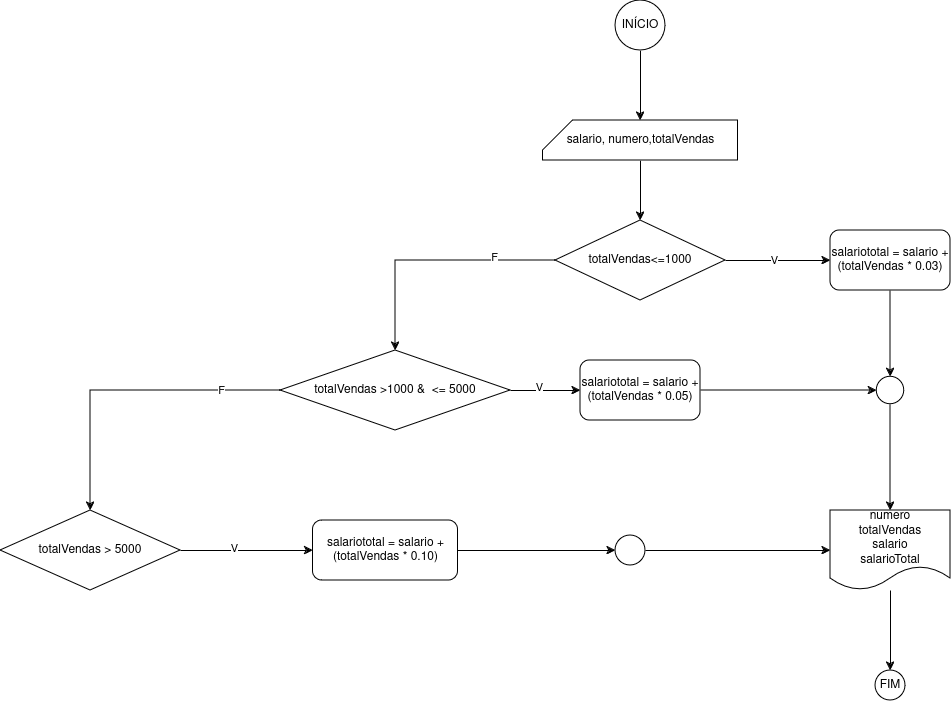 INÍCIO
salario, numero,totalVendas
totalVendas<=1000
F
V
salariototal = salario +
(totalVendas * 0.03)
totalVendas >1000 &  <= 5000
F
V
salariototal = salario +
(totalVendas * 0.05)
totalVendas > 5000
V
salariototal = salario +
(totalVendas * 0.10)
numero
totalVendas
salario
salarioTotal
FIM